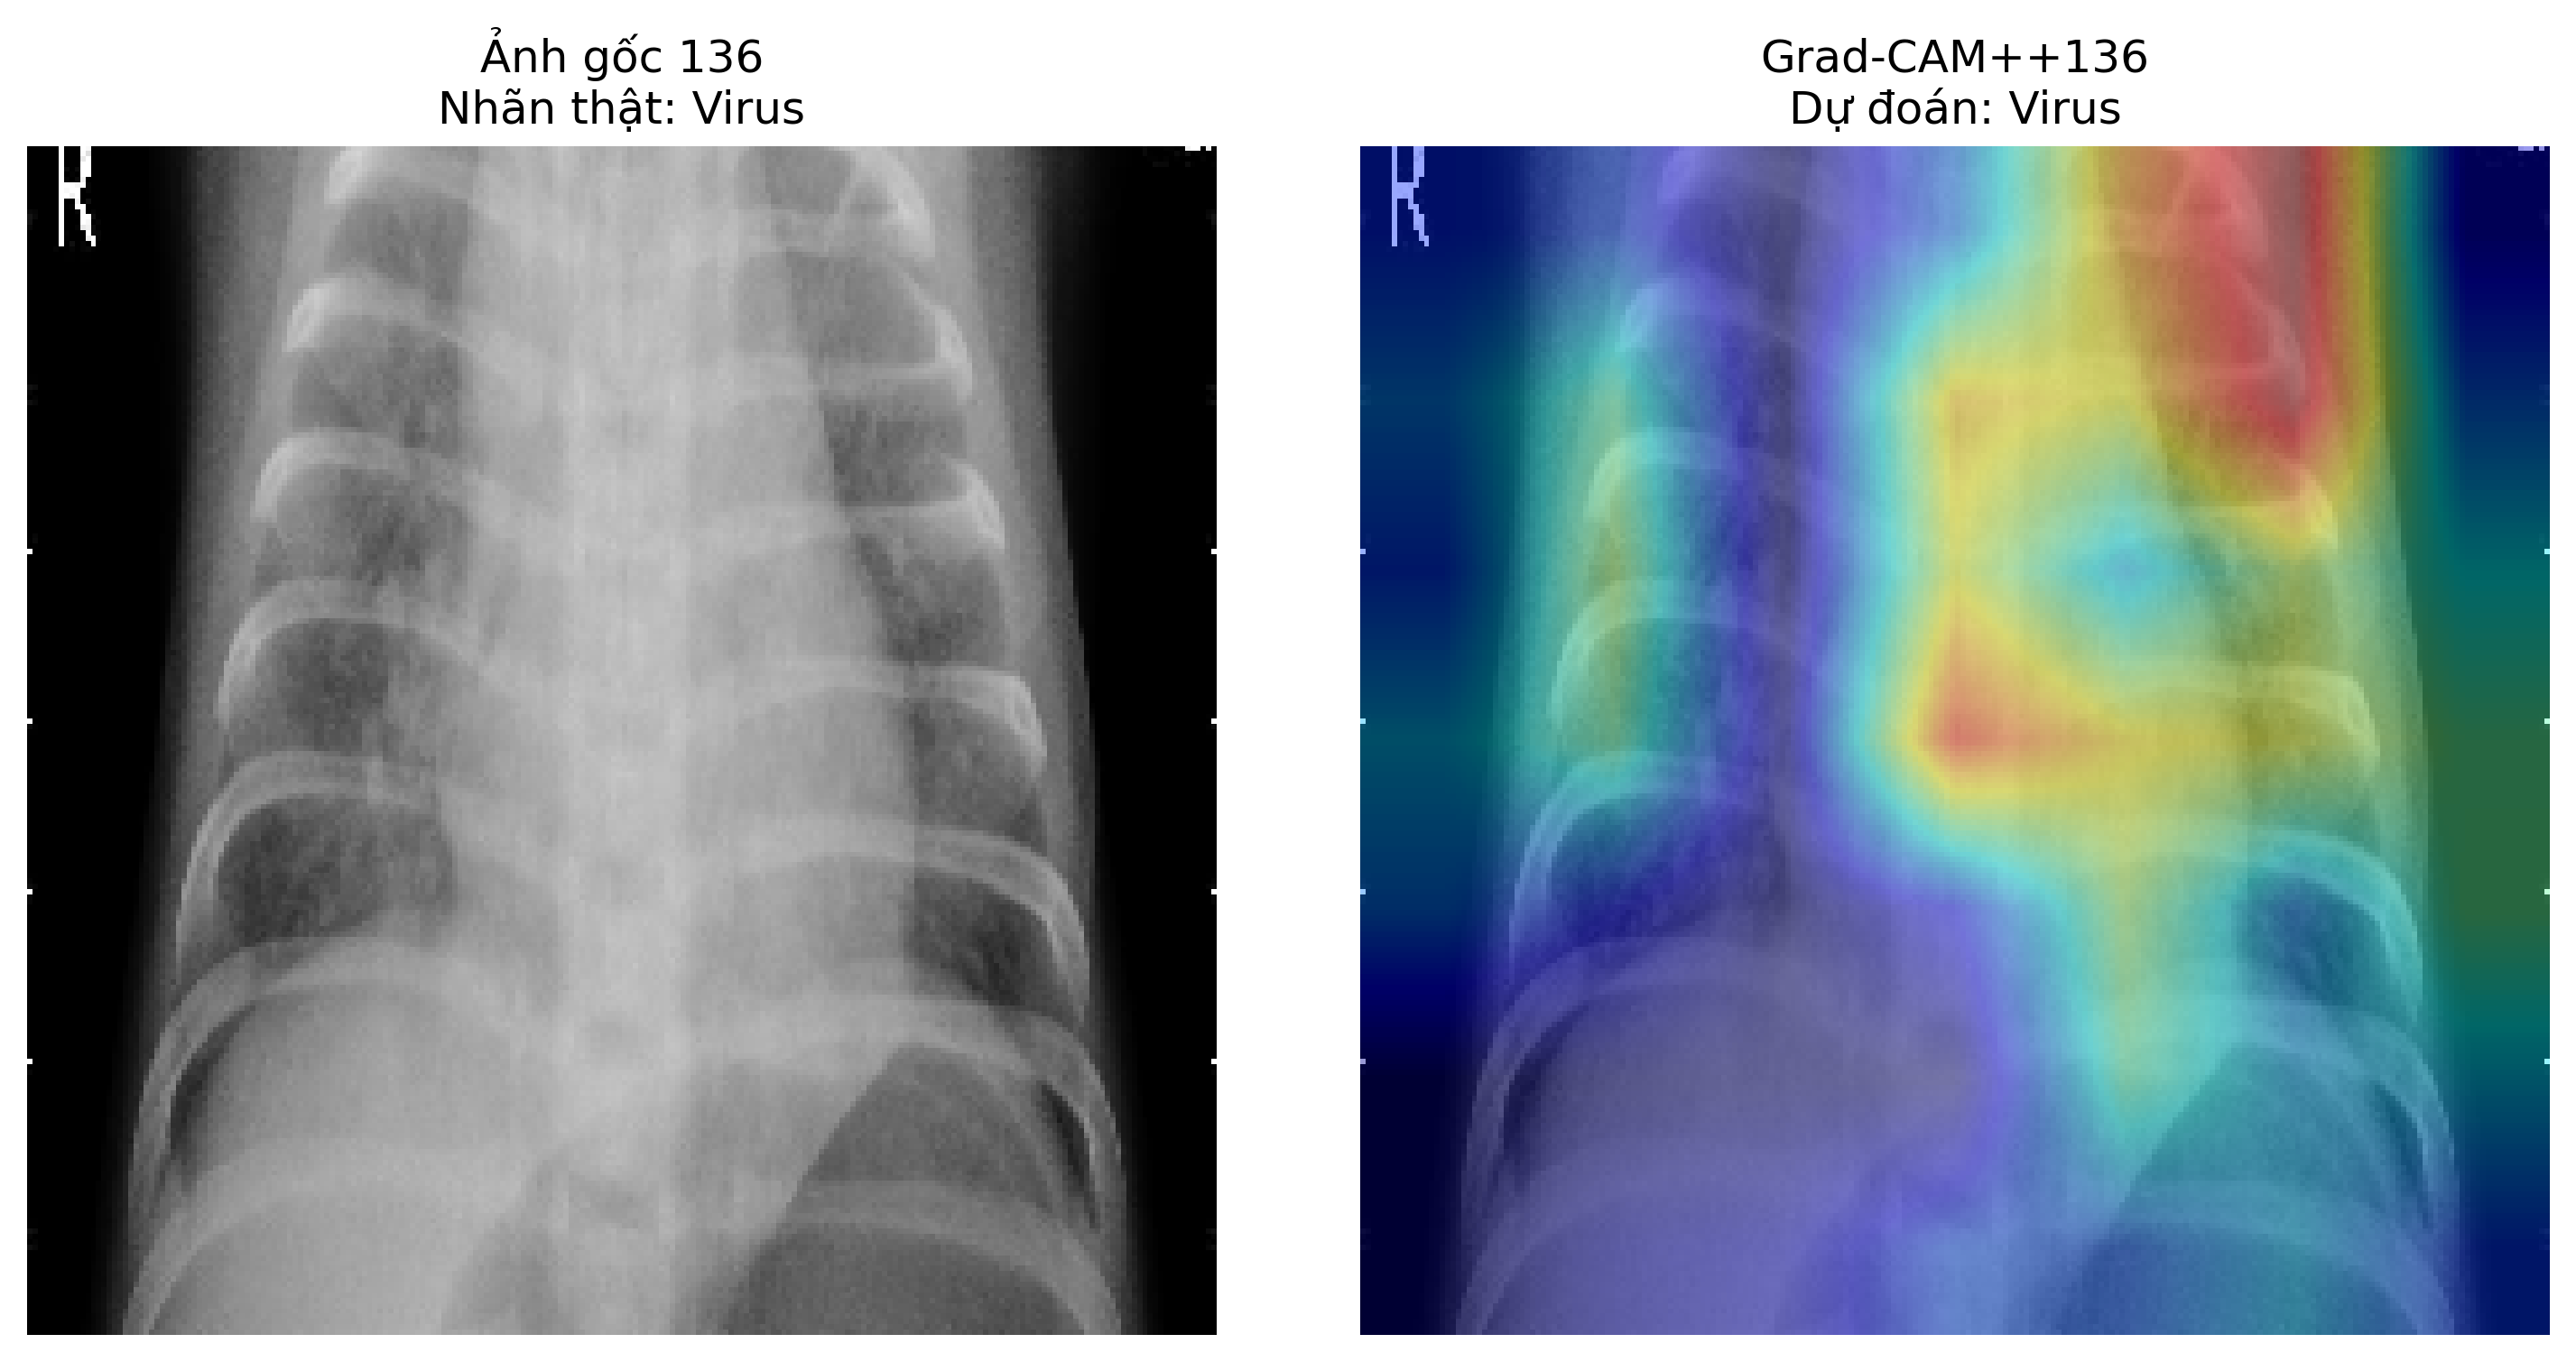 Ảnh gốc 136
Nhãn thật: Virus
Grad-CAM++136
Dự đoán: Virus
R
R